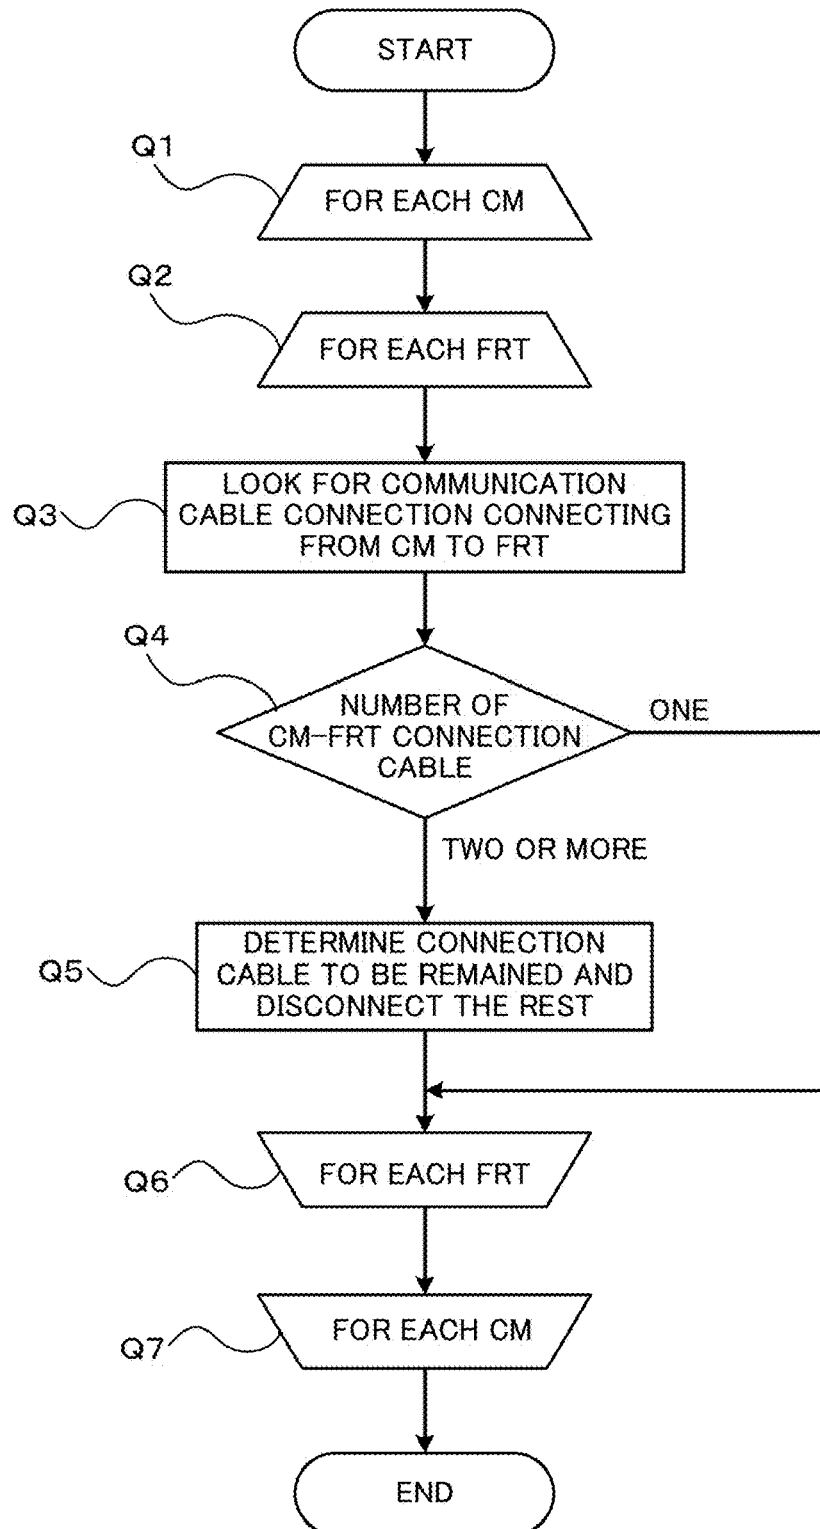 START
Q1
FOR EACH CM
Q2
FOR EACH FRT
Q3
LOOK FOR COMMUNICATION
CABLE CONNECTION CONNECTING
FROM CM TO FRT
Q4
NUMBER OF
CM-FRT CONNECTION
CABLE
ONE
TWO OR MORE
Q5
DETERMINE CONNECTION
CABLE TO BE REMAINED AND
DISCONNECT THE REST
Q6
FOR EACH FRT
Q7
FOR EACH CM
END